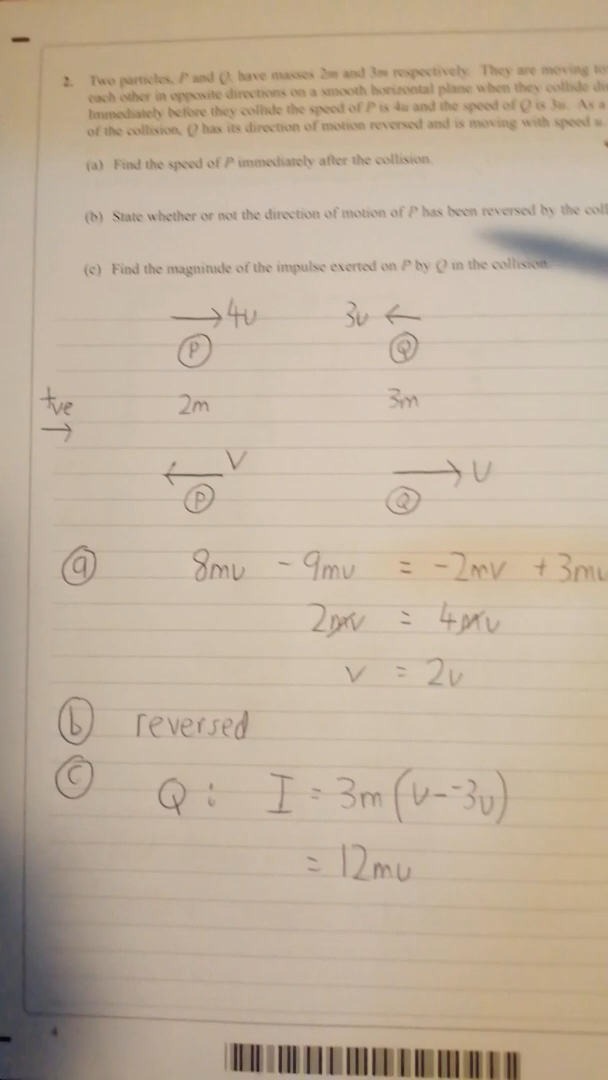 2. Two particles, P and Q, have masses 2m and 3m respectively. They are moving
each other in opposite directions on a smooth horizontal plane when they collide
Immediately before they collide the speed of P is 4u and the speed of Q is 3u. As a
of the collision, Q has its direction of motion reversed and is moving with speed u.
(a) Find the speed of P immediately after the collision.
(b) State whether or not the direction of motion of P has been reversed by the
(c) Find the magnitude of the impulse exerted on P by Q in the collision.
→ 4u 3u ←
P Q
+ve 2m 3m
→
← V → u
P Q
(a) 8mu - 9mu = -2mv + 3mu
2mv = 4mu
v = 2u
(b) reversed
(c) Q: I = 3m(u--3u)
= 12mu
4